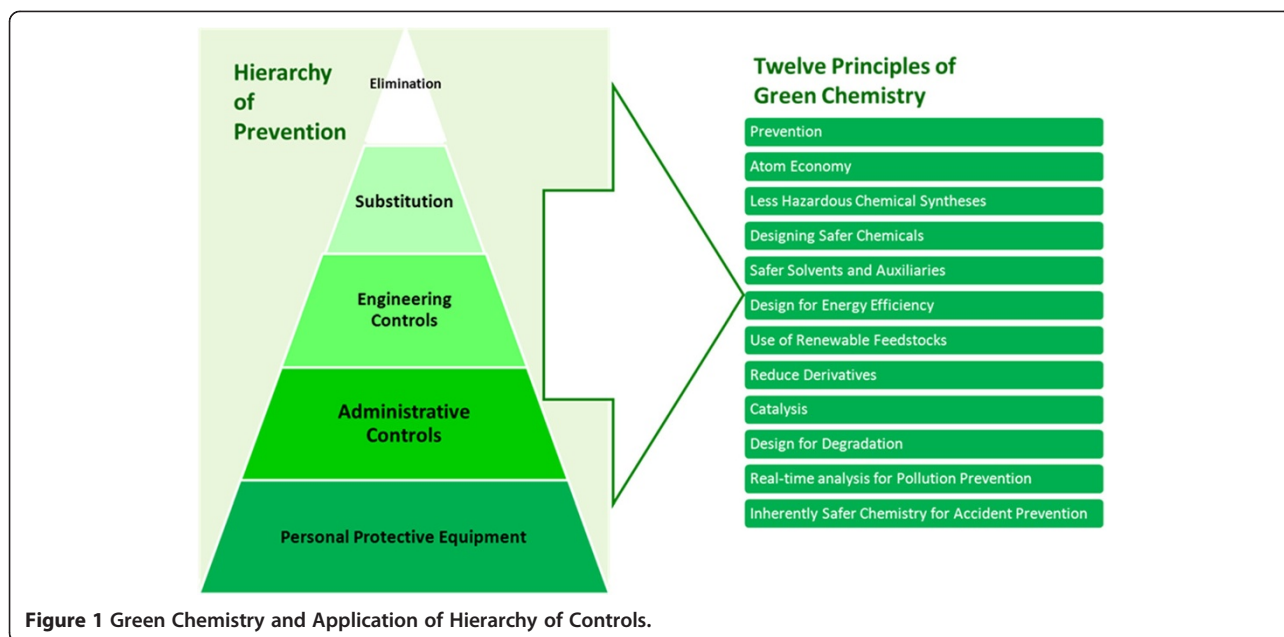 Hierarchy
of
Prevention
Elimination
Substitution
Engineering
Controls
Administrative
Controls
Personal Protective Equipment
Twelve Principles of
Green Chemistry
Prevention
Atom Economy
Less Hazardous Chemical Syntheses
Designing Safer Chemicals
Safer Solvents and Auxiliaries
Design for Energy Efficiency
Use of Renewable Feedstocks
Reduce Derivatives
Catalysis
Design for Degradation
Real-time analysis for Pollution Prevention
Inherently Safer Chemistry for Accident Prevention
Figure 1 Green Chemistry and Application of Hierarchy of Controls.